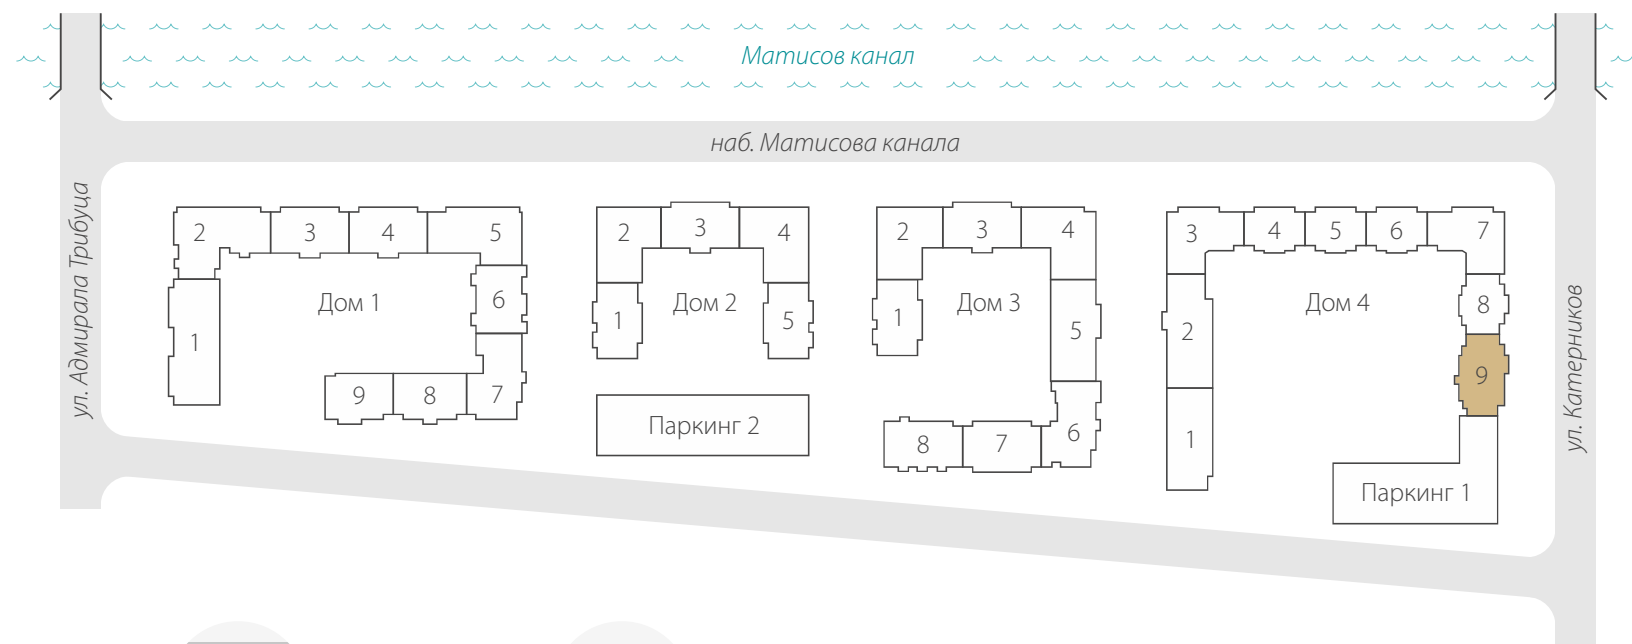 Матисов канал
наб. Матисова канала
ул. Адмирала Трибуца
2 3 4 5
Дом 1
6
1
9 8 7
2 3 4
Дом 2
1 5
Паркинг 2
2 3 4
Дом 3
1 5
8 7 6
3 4 5 6 7
Дом 4
8
2
9
1
Паркинг 1
ул. Катерников